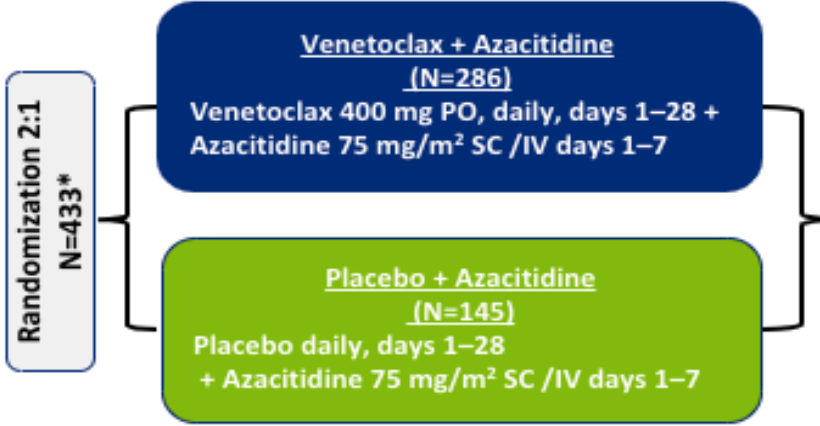 Randomization 2:1
N=433*
Venetoclax + Azacitidine
(N=286)
Venetoclax 400 mg PO, daily, days 1–28 +
Azacitidine 75 mg/m² SC /IV days 1–7
Placebo + Azacitidine
(N=145)
Placebo daily, days 1–28
+ Azacitidine 75 mg/m² SC /IV days 1–7